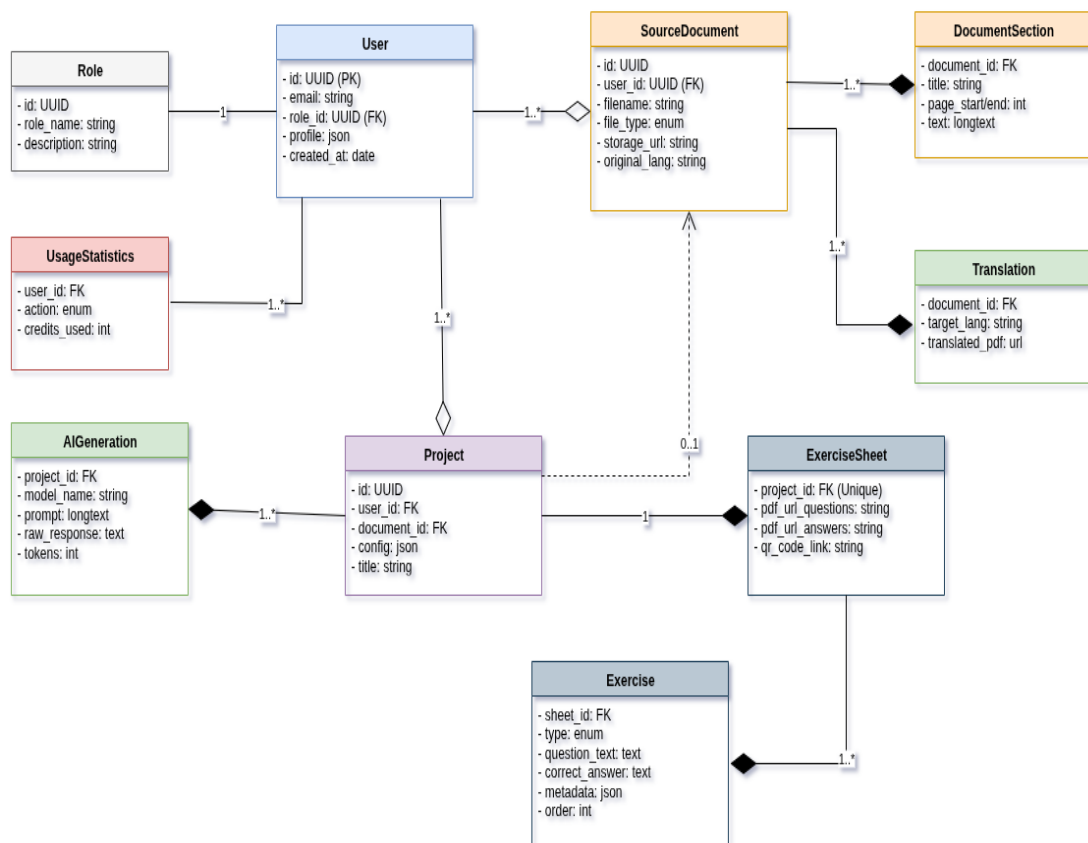 Role
- id: UUID
- role_name: string
- description: string
1
User
- id: UUID (PK)
- email: string
- role_id: UUID (FK)
- profile: json
- created_at: date
1..*
SourceDocument
- id: UUID
- user_id: UUID (FK)
- filename: string
- file_type: enum
- storage_url: string
- original_lang: string
1..*
DocumentSection
- document_id: FK
- title: string
- page_start/end: int
- text: longtext
UsageStatistics
- user_id: FK
- action: enum
- credits_used: int
1..*
1..*
1..*
Translation
- document_id: FK
- target_lang: string
- translated_pdf: url
0..1
AIGeneration
- project_id: FK
- model_name: string
- prompt: longtext
- raw_response: text
- tokens: int
1..*
Project
- id: UUID
- user_id: FK
- document_id: FK
- config: json
- title: string
1
ExerciseSheet
- project_id: FK (Unique)
- pdf_url_questions: string
- pdf_url_answers: string
- qr_code_link: string
Exercise
- sheet_id: FK
- type: enum
- question_text: text
- correct_answer: text
- metadata: json
- order: int
1..*